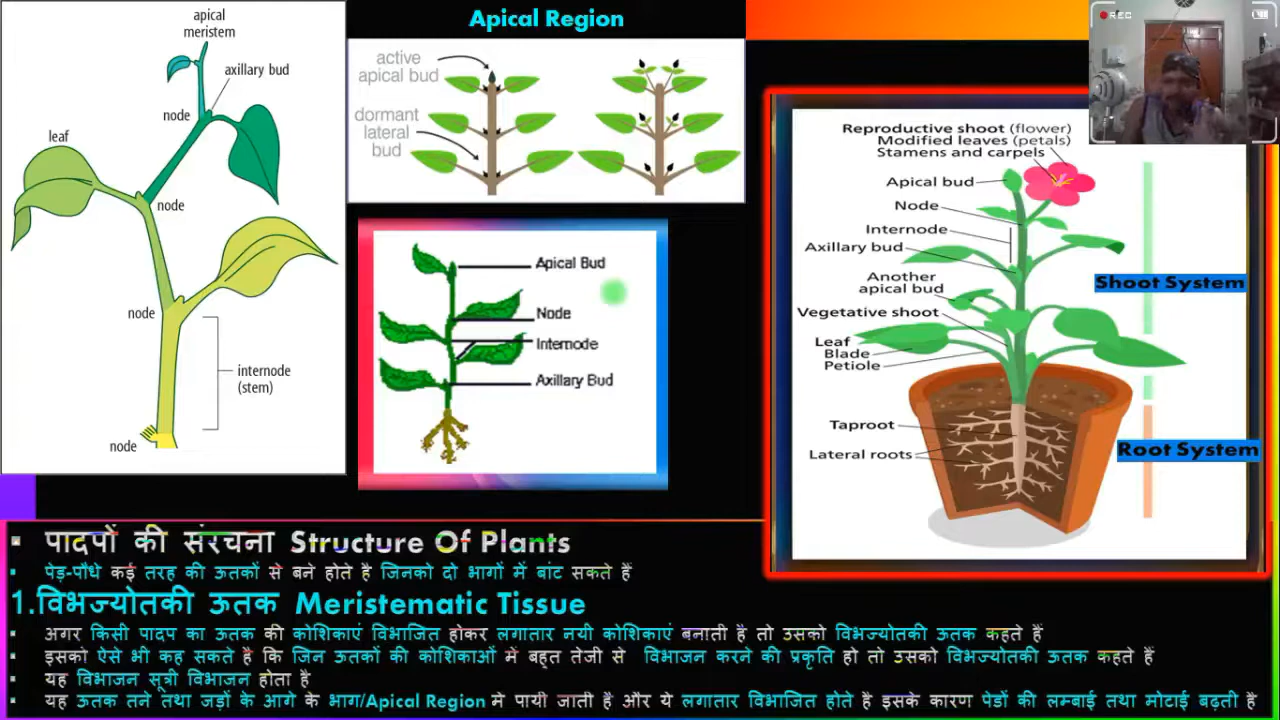 apical
meristem
axillary bud
node
leaf
node
node
internode
(stem)
node
Apical Region
active
apical bud
dormant
lateral
bud
Apical Bud
Node
Internode
Axillary Bud
REC
Reproductive shoot (flower)
Modified leaves (petals)
Stamens and carpels
Apical bud
Node
Internode
Axillary bud
Another
apical bud
Vegetative shoot
Leaf
Blade
Petiole
Taproot
Lateral roots
Shoot System
Root System
▪ पादपों की संरचना Structure Of Plants
▪ पेड़-पौधे कई तरह की ऊतकों से बने होते है जिनको दो भागों में बांट सकते हैं
1.विभज्योतकी ऊतक Meristematic Tissue
▪ अगर किसी पादप का ऊतक की कोशिकाएं विभाजित होकर लगातार नयी कोशिकाएं बनाती है तो उसको विभज्योतकी ऊतक कहते हैं
▪ इसको ऐसे भी कह सकते है कि जिन ऊतकों की कोशिकाओं में बहुत तेजी से विभाजन करने की प्रकृति हो तो उसको विभज्योतकी ऊतक कहते हैं
▪ यह विभाजन सूत्री विभाजन होता है
▪ यह ऊतक तने तथा जड़ों के आगे के भाग/Apical Region मे पायी जाती है और ये लगातार विभाजित होते है इसके कारण पेडों की लम्बाई तथा मोटाई बढ़ती है